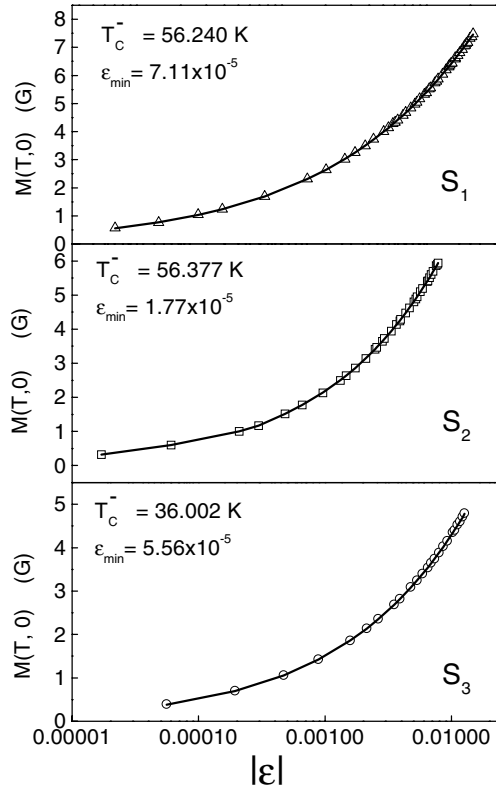 8
7
6
5
4
3
2
1
0
M(T,0) (G)
T_C^- = 56.240 K
ε_min = 7.11x10^-5
S_1
6
5
4
3
2
1
0
M(T,0) (G)
T_C^- = 56.377 K
ε_min = 1.77x10^-5
S_2
5
4
3
2
1
0
M(T, 0) (G)
T_C^- = 36.002 K
ε_min = 5.56x10^-5
S_3
0.00001 0.00010 0.00100 0.01000
|ε|